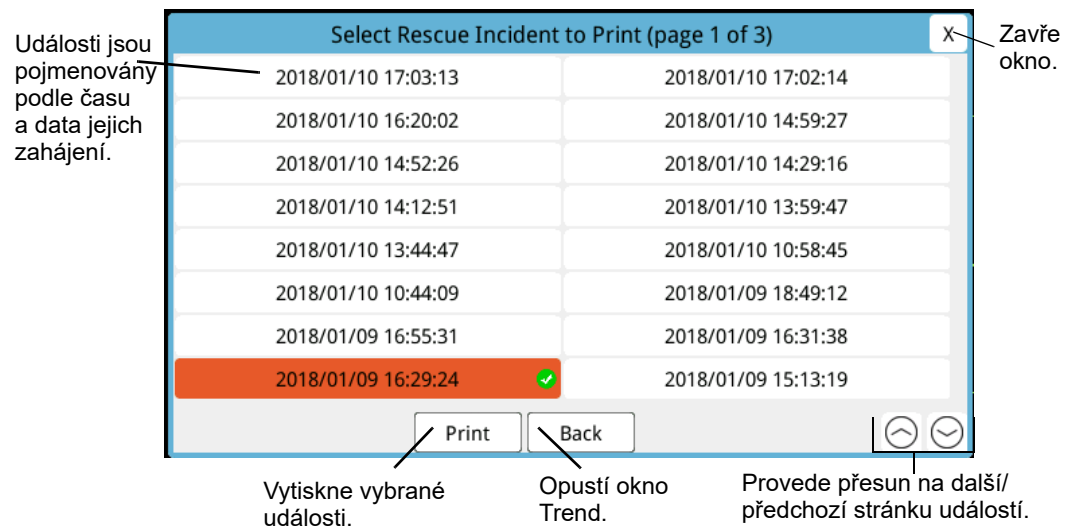 Select Rescue Incident to Print (page 1 of 3)
X
Události jsou
pojmenovány
podle času
a data jejich
zahájení.
Zavře
okno.
2018/01/10 17:03:13
2018/01/10 17:02:14
2018/01/10 16:20:02
2018/01/10 14:59:27
2018/01/10 14:52:26
2018/01/10 14:29:16
2018/01/10 14:12:51
2018/01/10 13:59:47
2018/01/10 13:44:47
2018/01/10 10:58:45
2018/01/10 10:44:09
2018/01/09 18:49:12
2018/01/09 16:55:31
2018/01/09 16:31:38
2018/01/09 16:29:24
2018/01/09 15:13:19
Print
Back
Vytiskne vybrané
události.
Opustí okno
Trend.
Provede přesun na další/
předchozí stránku událostí.